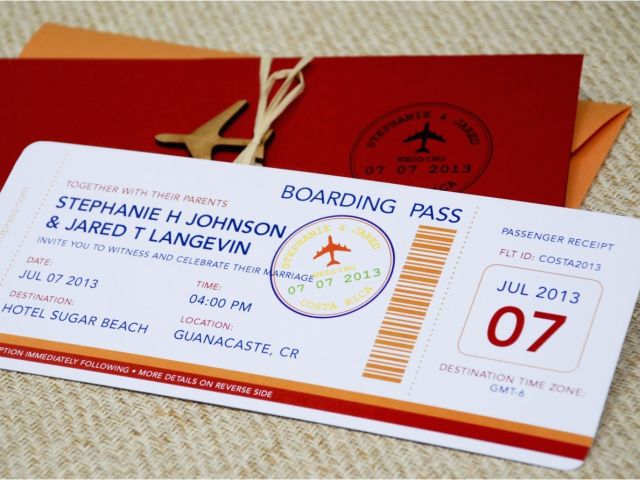 STEPHANIE & JARED
WEDDING
07 07 2013
BOARDING PASS
TOGETHER WITH THEIR PARENTS
STEPHANIE H JOHNSON
& JARED T LANGEVIN
INVITE YOU TO WITNESS AND CELEBRATE THEIR MARRIAGE
DATE:
JUL 07 2013
TIME:
04:00 PM
DESTINATION:
HOTEL SUGAR BEACH
LOCATION:
GUANACASTE, CR
STEPHANIE & JARED
WEDDING
07 07 2013
COSTA RICA
PASSENGER RECEIPT
FLT ID: COSTA2013
JUL 2013
07
DESTINATION TIME ZONE:
GMT-6
IMMEDIATELY FOLLOWING • MORE DETAILS ON REVERSE SIDE